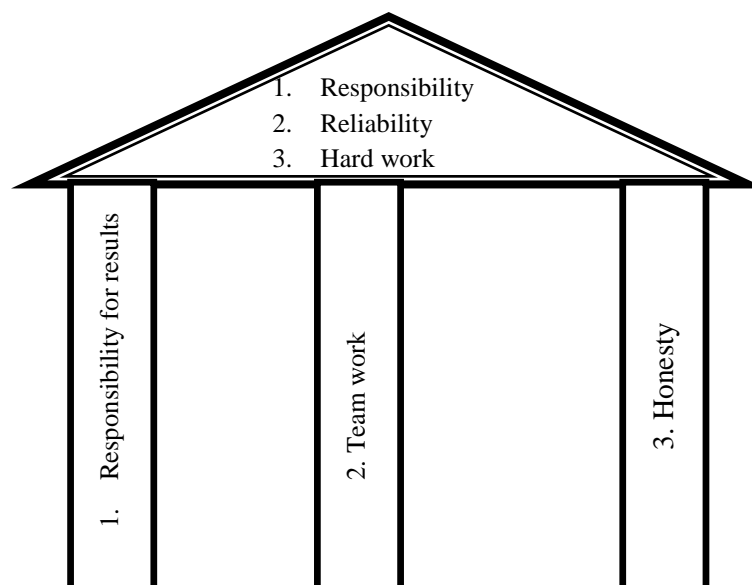 1. Responsibility
2. Reliability
3. Hard work
1. Responsibility for results
2. Team work
3. Honesty